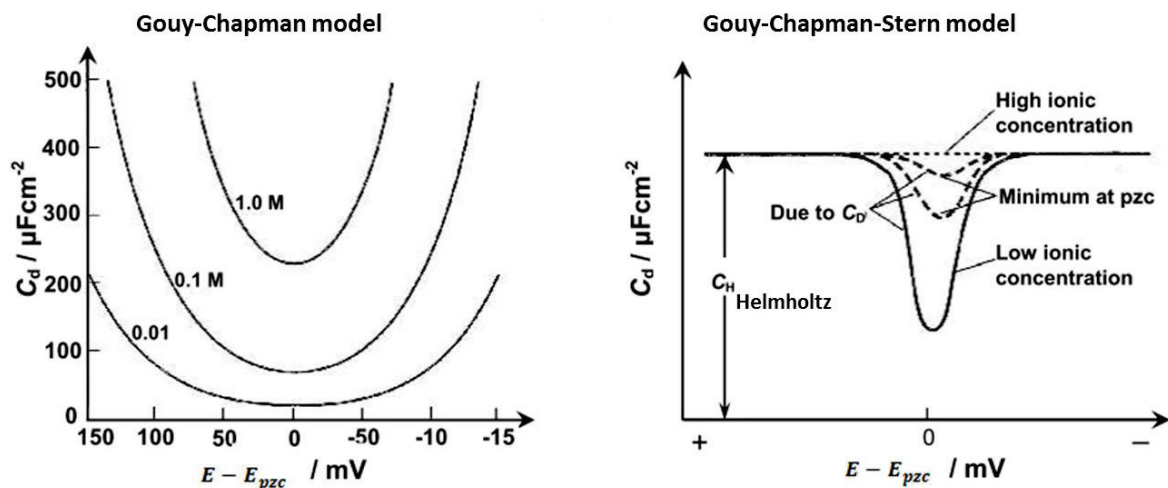 Gouy-Chapman model
500
400
300
200
100
0
C_d / µFcm⁻²
1.0 M
0.1 M
0.01
150 100 50 0 -50 -10 -15
E − E_pzc / mV
Gouy-Chapman-Stern model
High ionic
concentration
Minimum at pzc
Due to C_D
Low ionic
concentration
C_H Helmholtz
C_d / µFcm⁻²
+ 0 −
E − E_pzc / mV